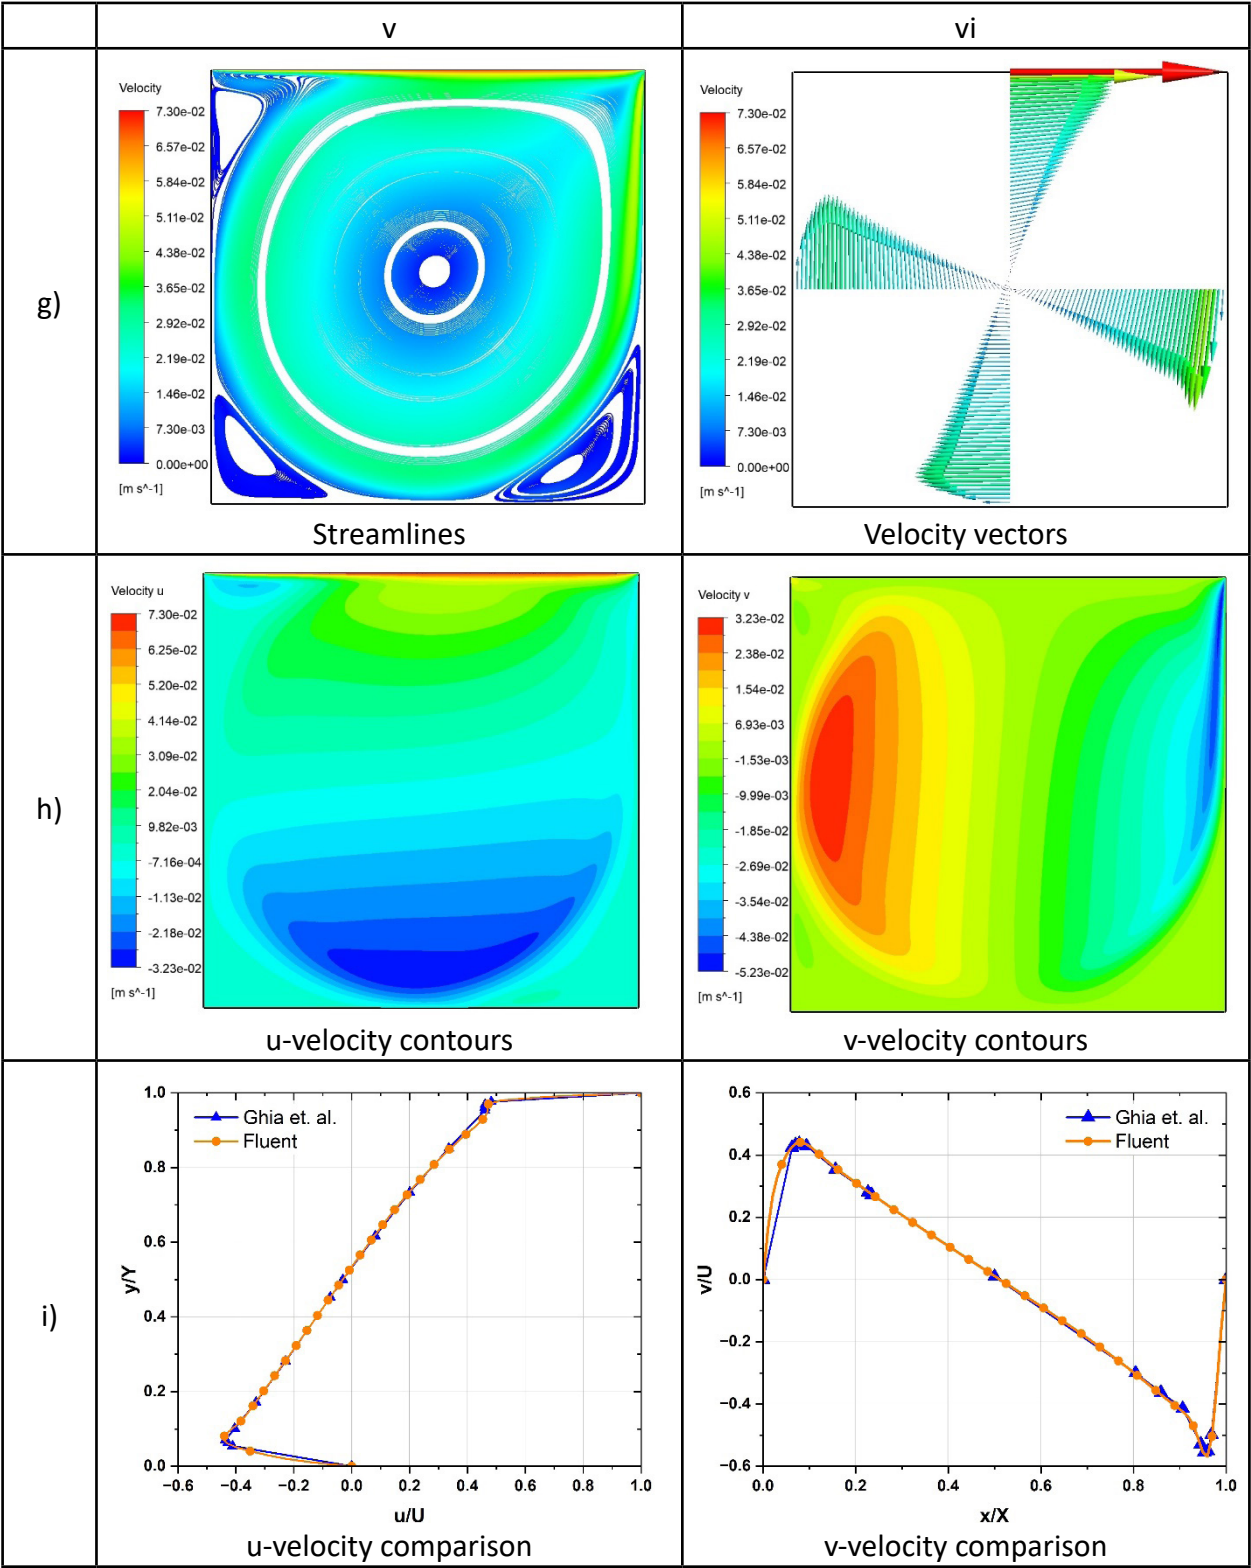 v
vi
g)
Velocity
7.30e-02
6.57e-02
5.84e-02
5.11e-02
4.38e-02
3.65e-02
2.92e-02
2.19e-02
1.46e-02
7.30e-03
0.00e+00
[m s^-1]
Streamlines
Velocity
7.30e-02
6.57e-02
5.84e-02
5.11e-02
4.38e-02
3.65e-02
2.92e-02
2.19e-02
1.46e-02
7.30e-03
0.00e+00
[m s^-1]
Velocity vectors
h)
Velocity u
7.30e-02
6.25e-02
5.20e-02
4.14e-02
3.09e-02
2.04e-02
9.82e-03
-7.16e-04
-1.13e-02
-2.18e-02
-3.23e-02
[m s^-1]
u-velocity contours
Velocity v
3.23e-02
2.38e-02
1.54e-02
6.93e-03
-1.53e-03
-9.99e-03
-1.85e-02
-2.69e-02
-3.54e-02
-4.38e-02
-5.23e-02
[m s^-1]
v-velocity contours
i)
Ghia et. al.
Fluent
y/Y
1.0
0.8
0.6
0.4
0.2
0.0
−0.6 −0.4 −0.2 0.0 0.2 0.4 0.6 0.8 1.0
u/U
u-velocity comparison
Ghia et. al.
Fluent
v/U
0.6
0.4
0.2
0.0
−0.2
−0.4
−0.6
0.0 0.2 0.4 0.6 0.8 1.0
x/X
v-velocity comparison